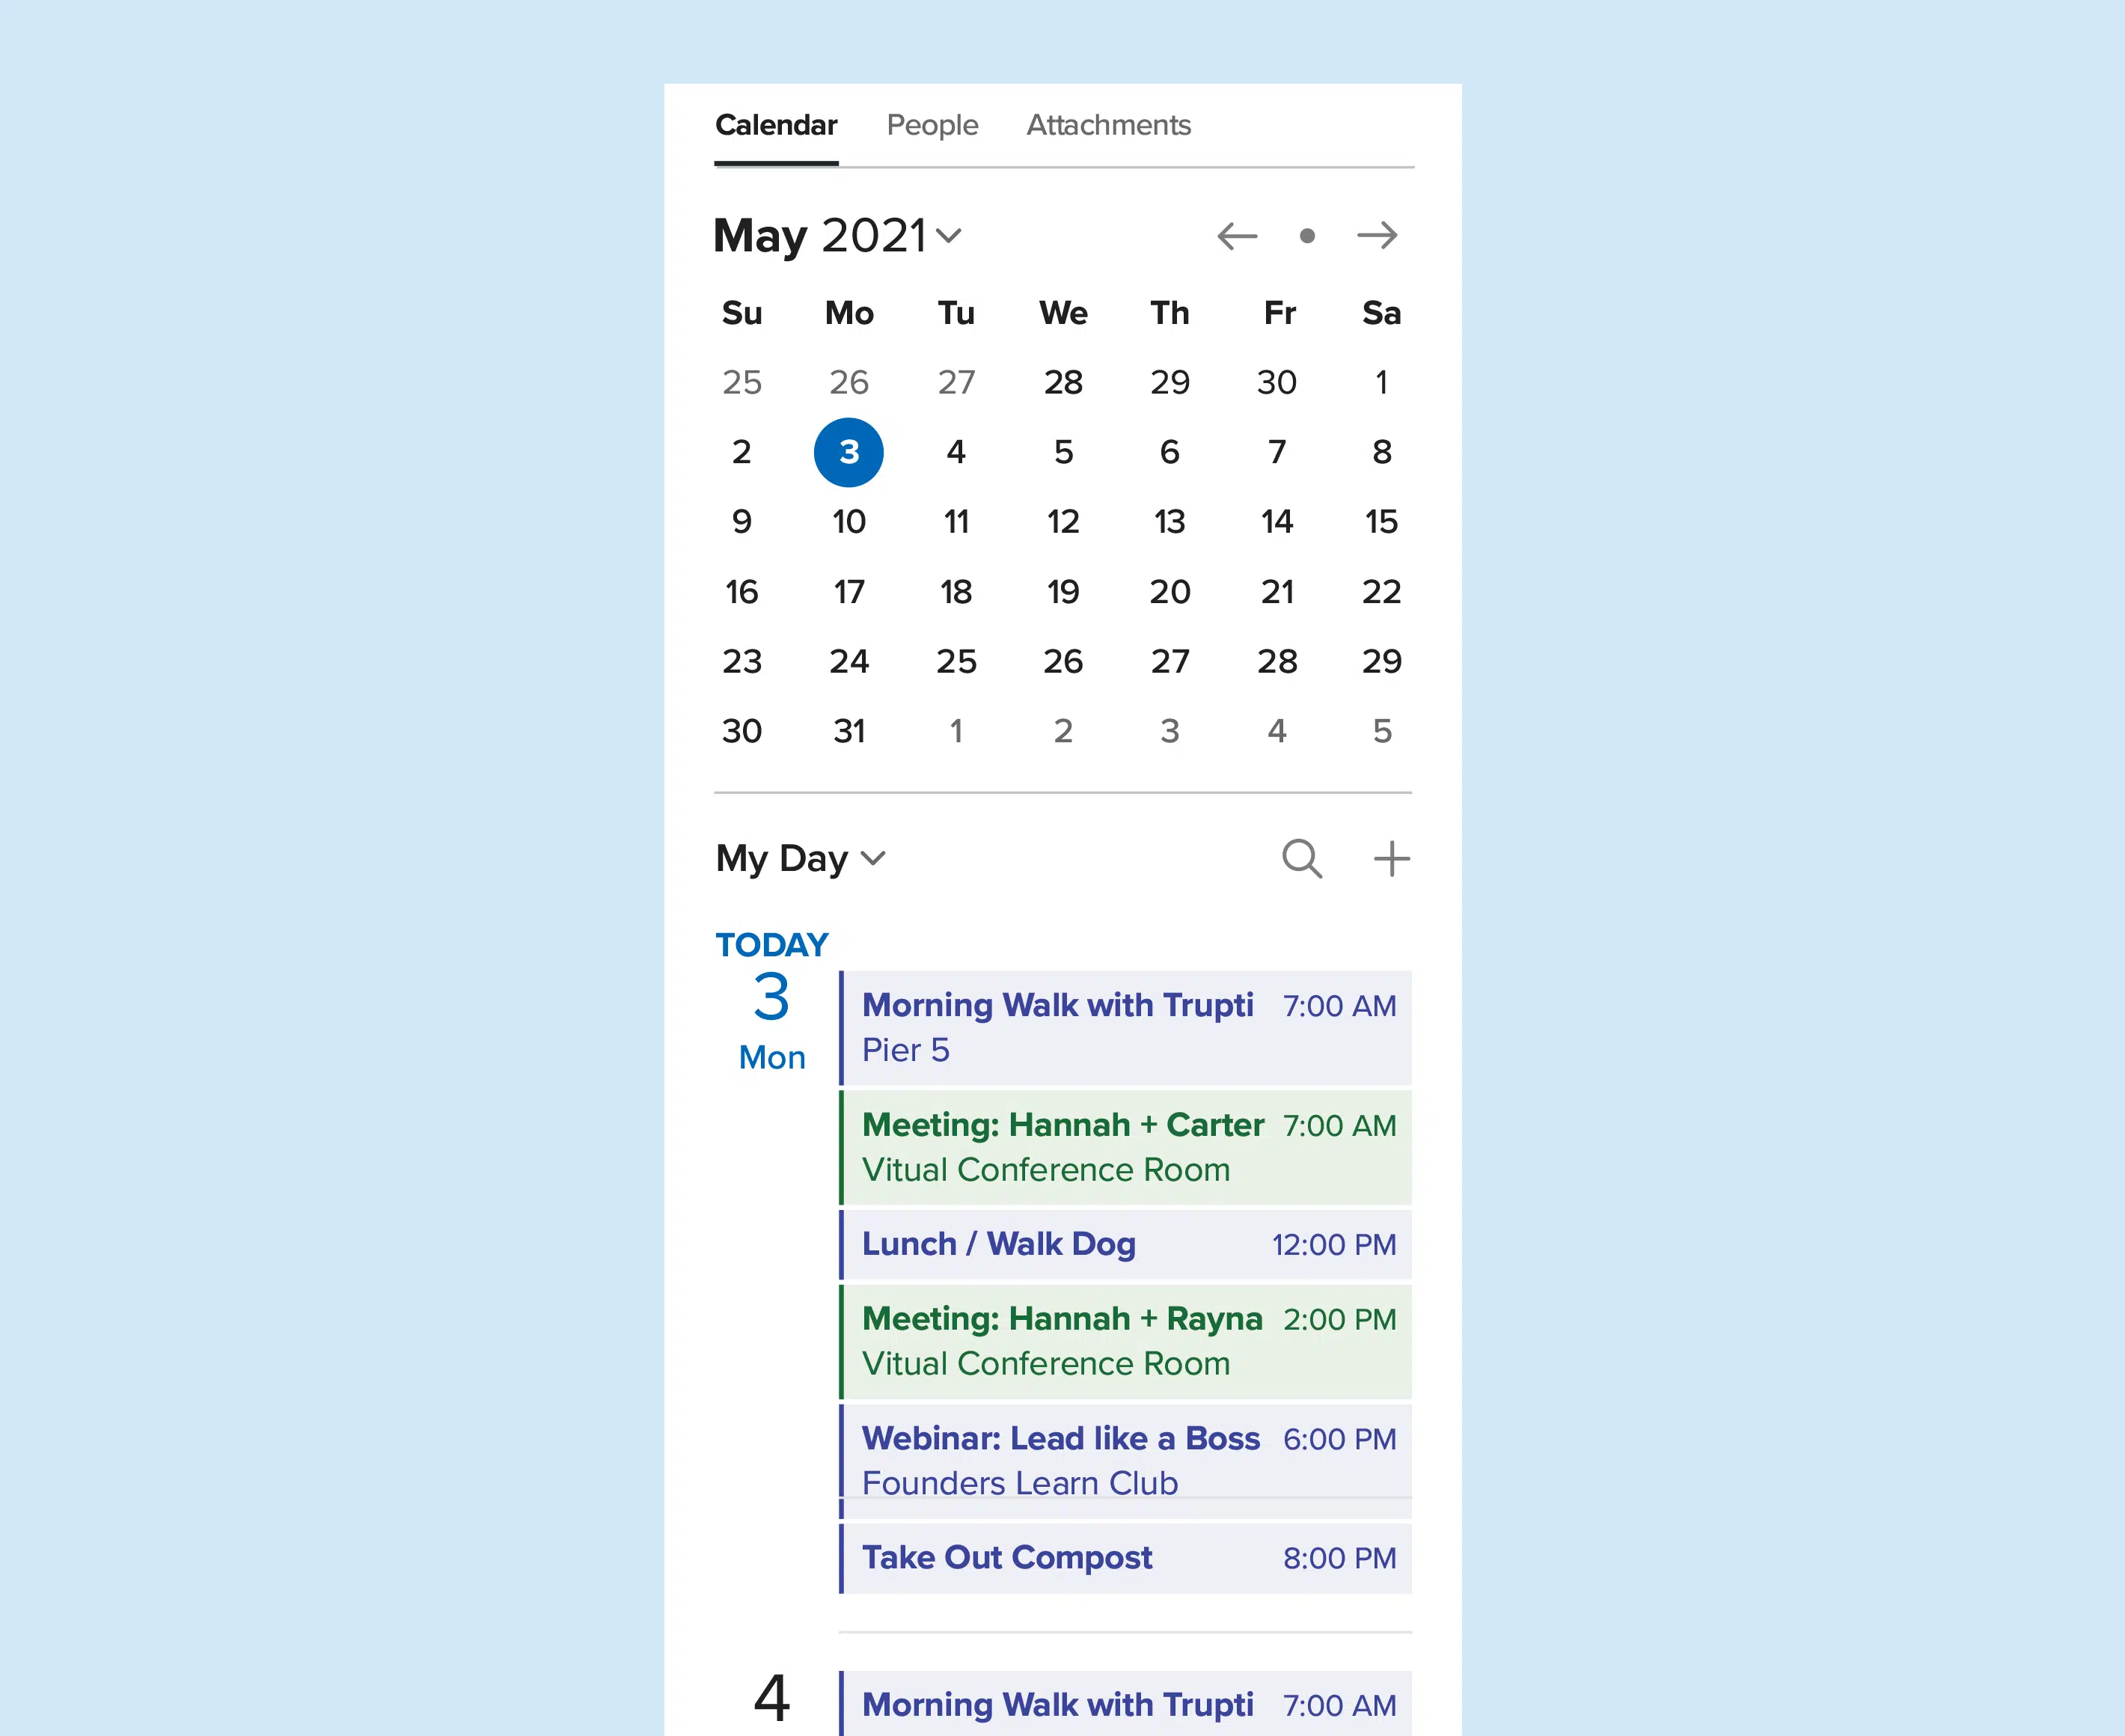 Calendar People Attachments
May 2021
Su Mo Tu We Th Fr Sa
25 26 27 28 29 30 1
2 3 4 5 6 7 8
9 10 11 12 13 14 15
16 17 18 19 20 21 22
23 24 25 26 27 28 29
30 31 1 2 3 4 5
My Day
TODAY
3
Mon
Morning Walk with Trupti 7:00 AM
Pier 5
Meeting: Hannah + Carter 7:00 AM
Vitual Conference Room
Lunch / Walk Dog 12:00 PM
Meeting: Hannah + Rayna 2:00 PM
Vitual Conference Room
Webinar: Lead like a Boss 6:00 PM
Founders Learn Club
Take Out Compost 8:00 PM
4
Morning Walk with Trupti 7:00 AM